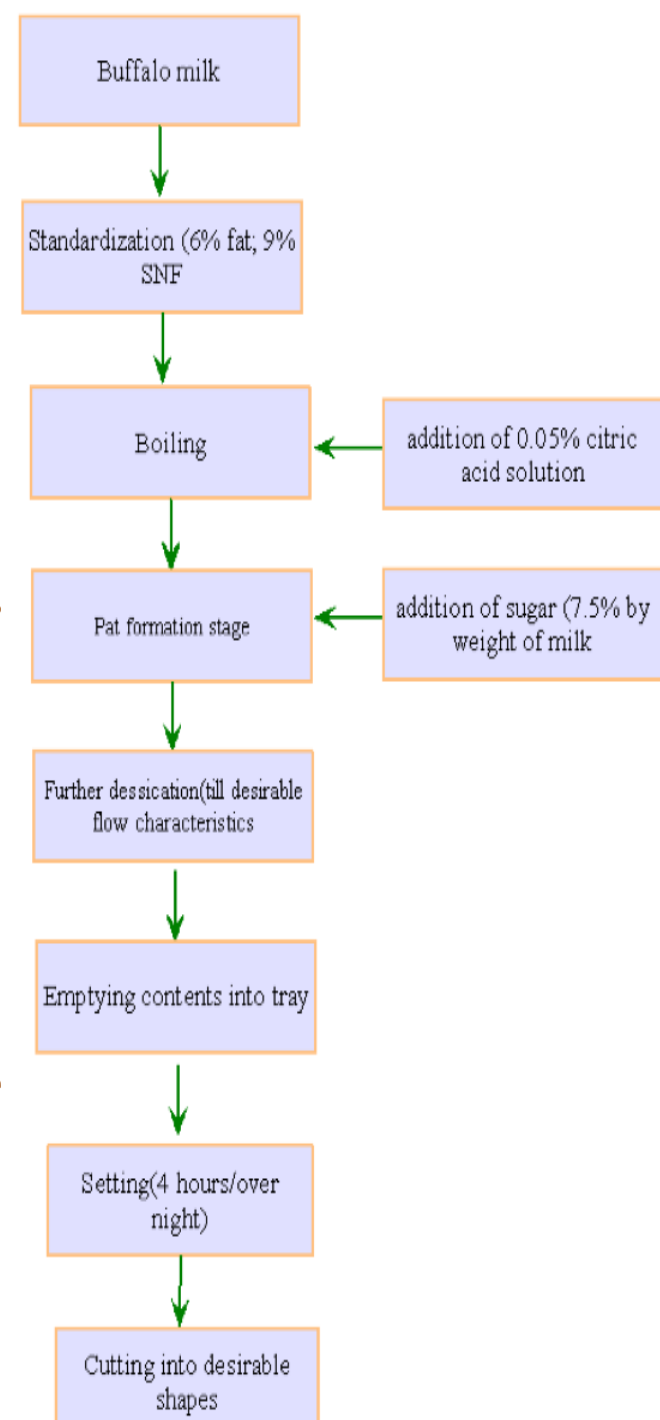 Buffalo milk
Standardization (6% fat; 9%
SNF
Boiling
addition of 0.05% citric
acid solution
Pat formation stage
addition of sugar (7.5% by
weight of milk
Further dessication(till desirable
flow characteristics
Emptying contents into tray
Setting(4 hours/over
night)
Cutting into desirable
shapes